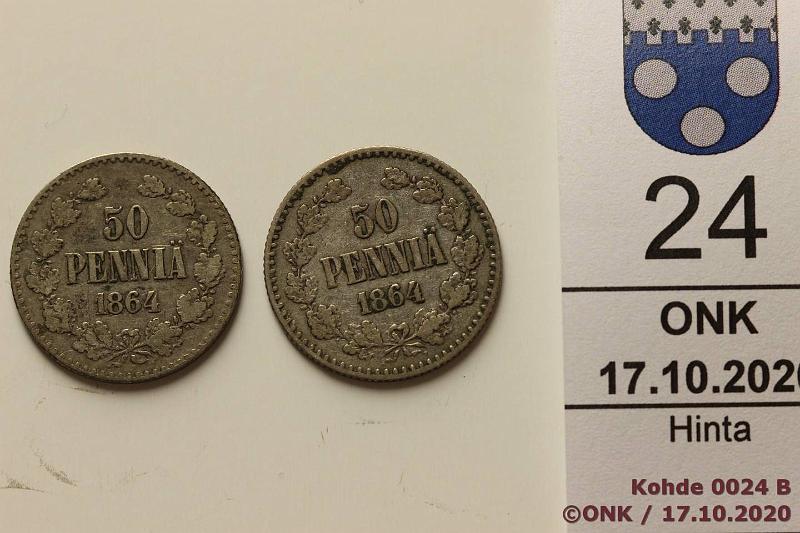 50
PENNIÄ
1864
50
PENNIÄ
1864
24
ONK
17.10.2020
Hinta
Kohde 0024 B
©ONK / 17.10.2020